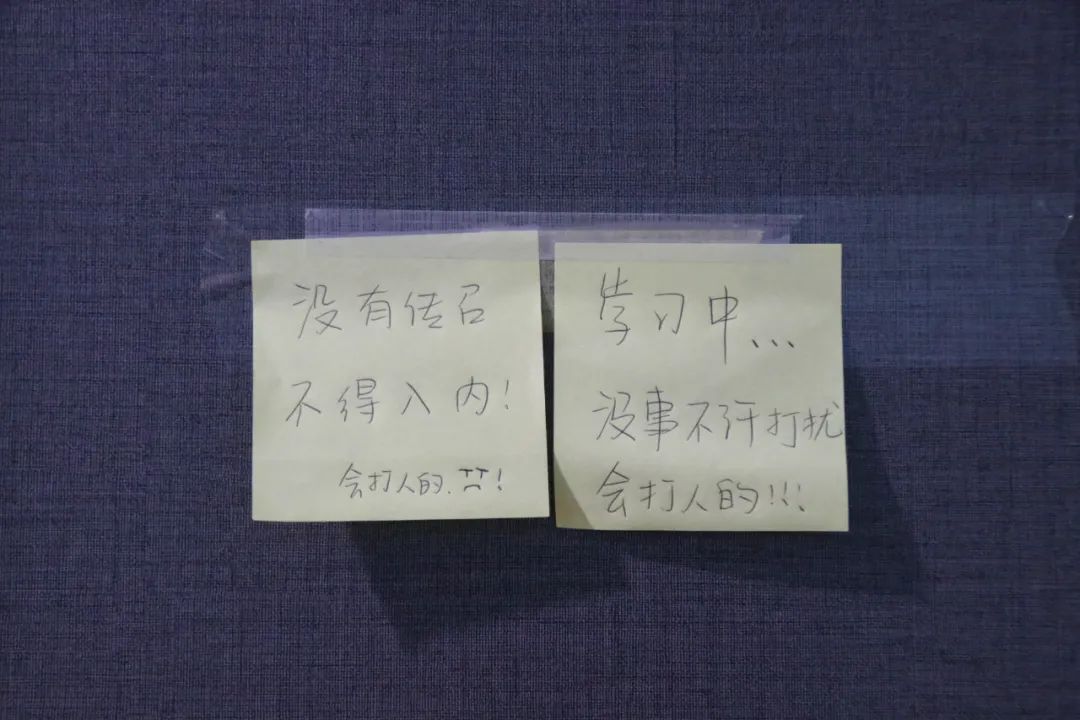 没有传召
不得入内!
会打人的.
学习中...
没事不许打扰
会打人的!!!